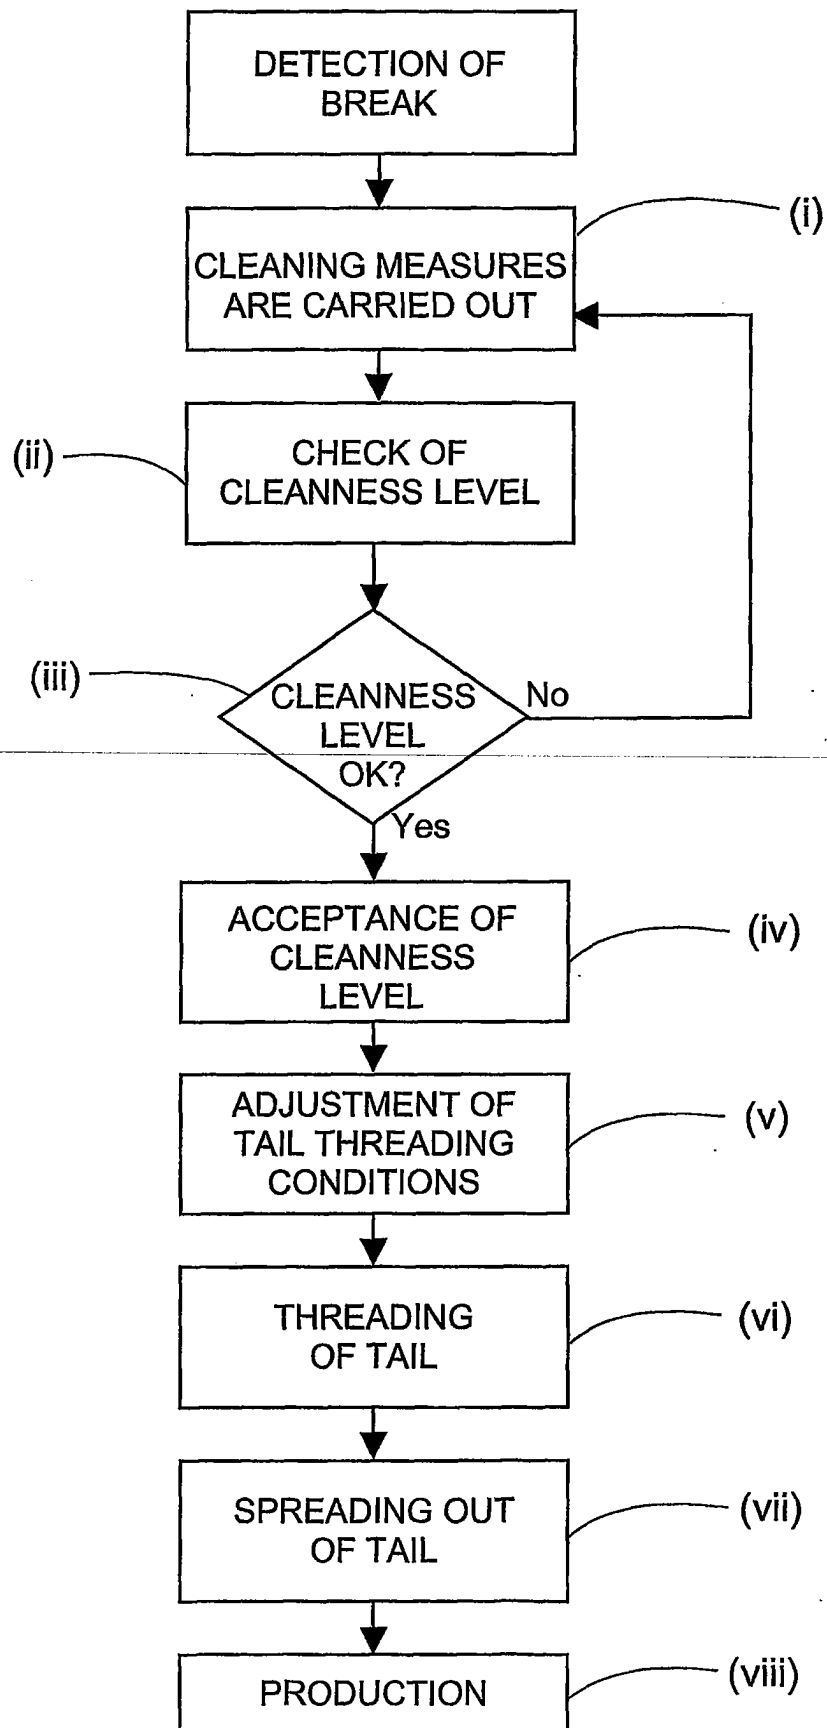 DETECTION OF
BREAK
(i)
CLEANING MEASURES
ARE CARRIED OUT
(ii)
CHECK OF
CLEANNESS LEVEL
(iii)
CLEANNESS
LEVEL
OK?
No
Yes
ACCEPTANCE OF
CLEANNESS
LEVEL
(iv)
ADJUSTMENT OF
TAIL THREADING
CONDITIONS
(v)
THREADING
OF TAIL
(vi)
SPREADING OUT
OF TAIL
(vii)
PRODUCTION
(viii)